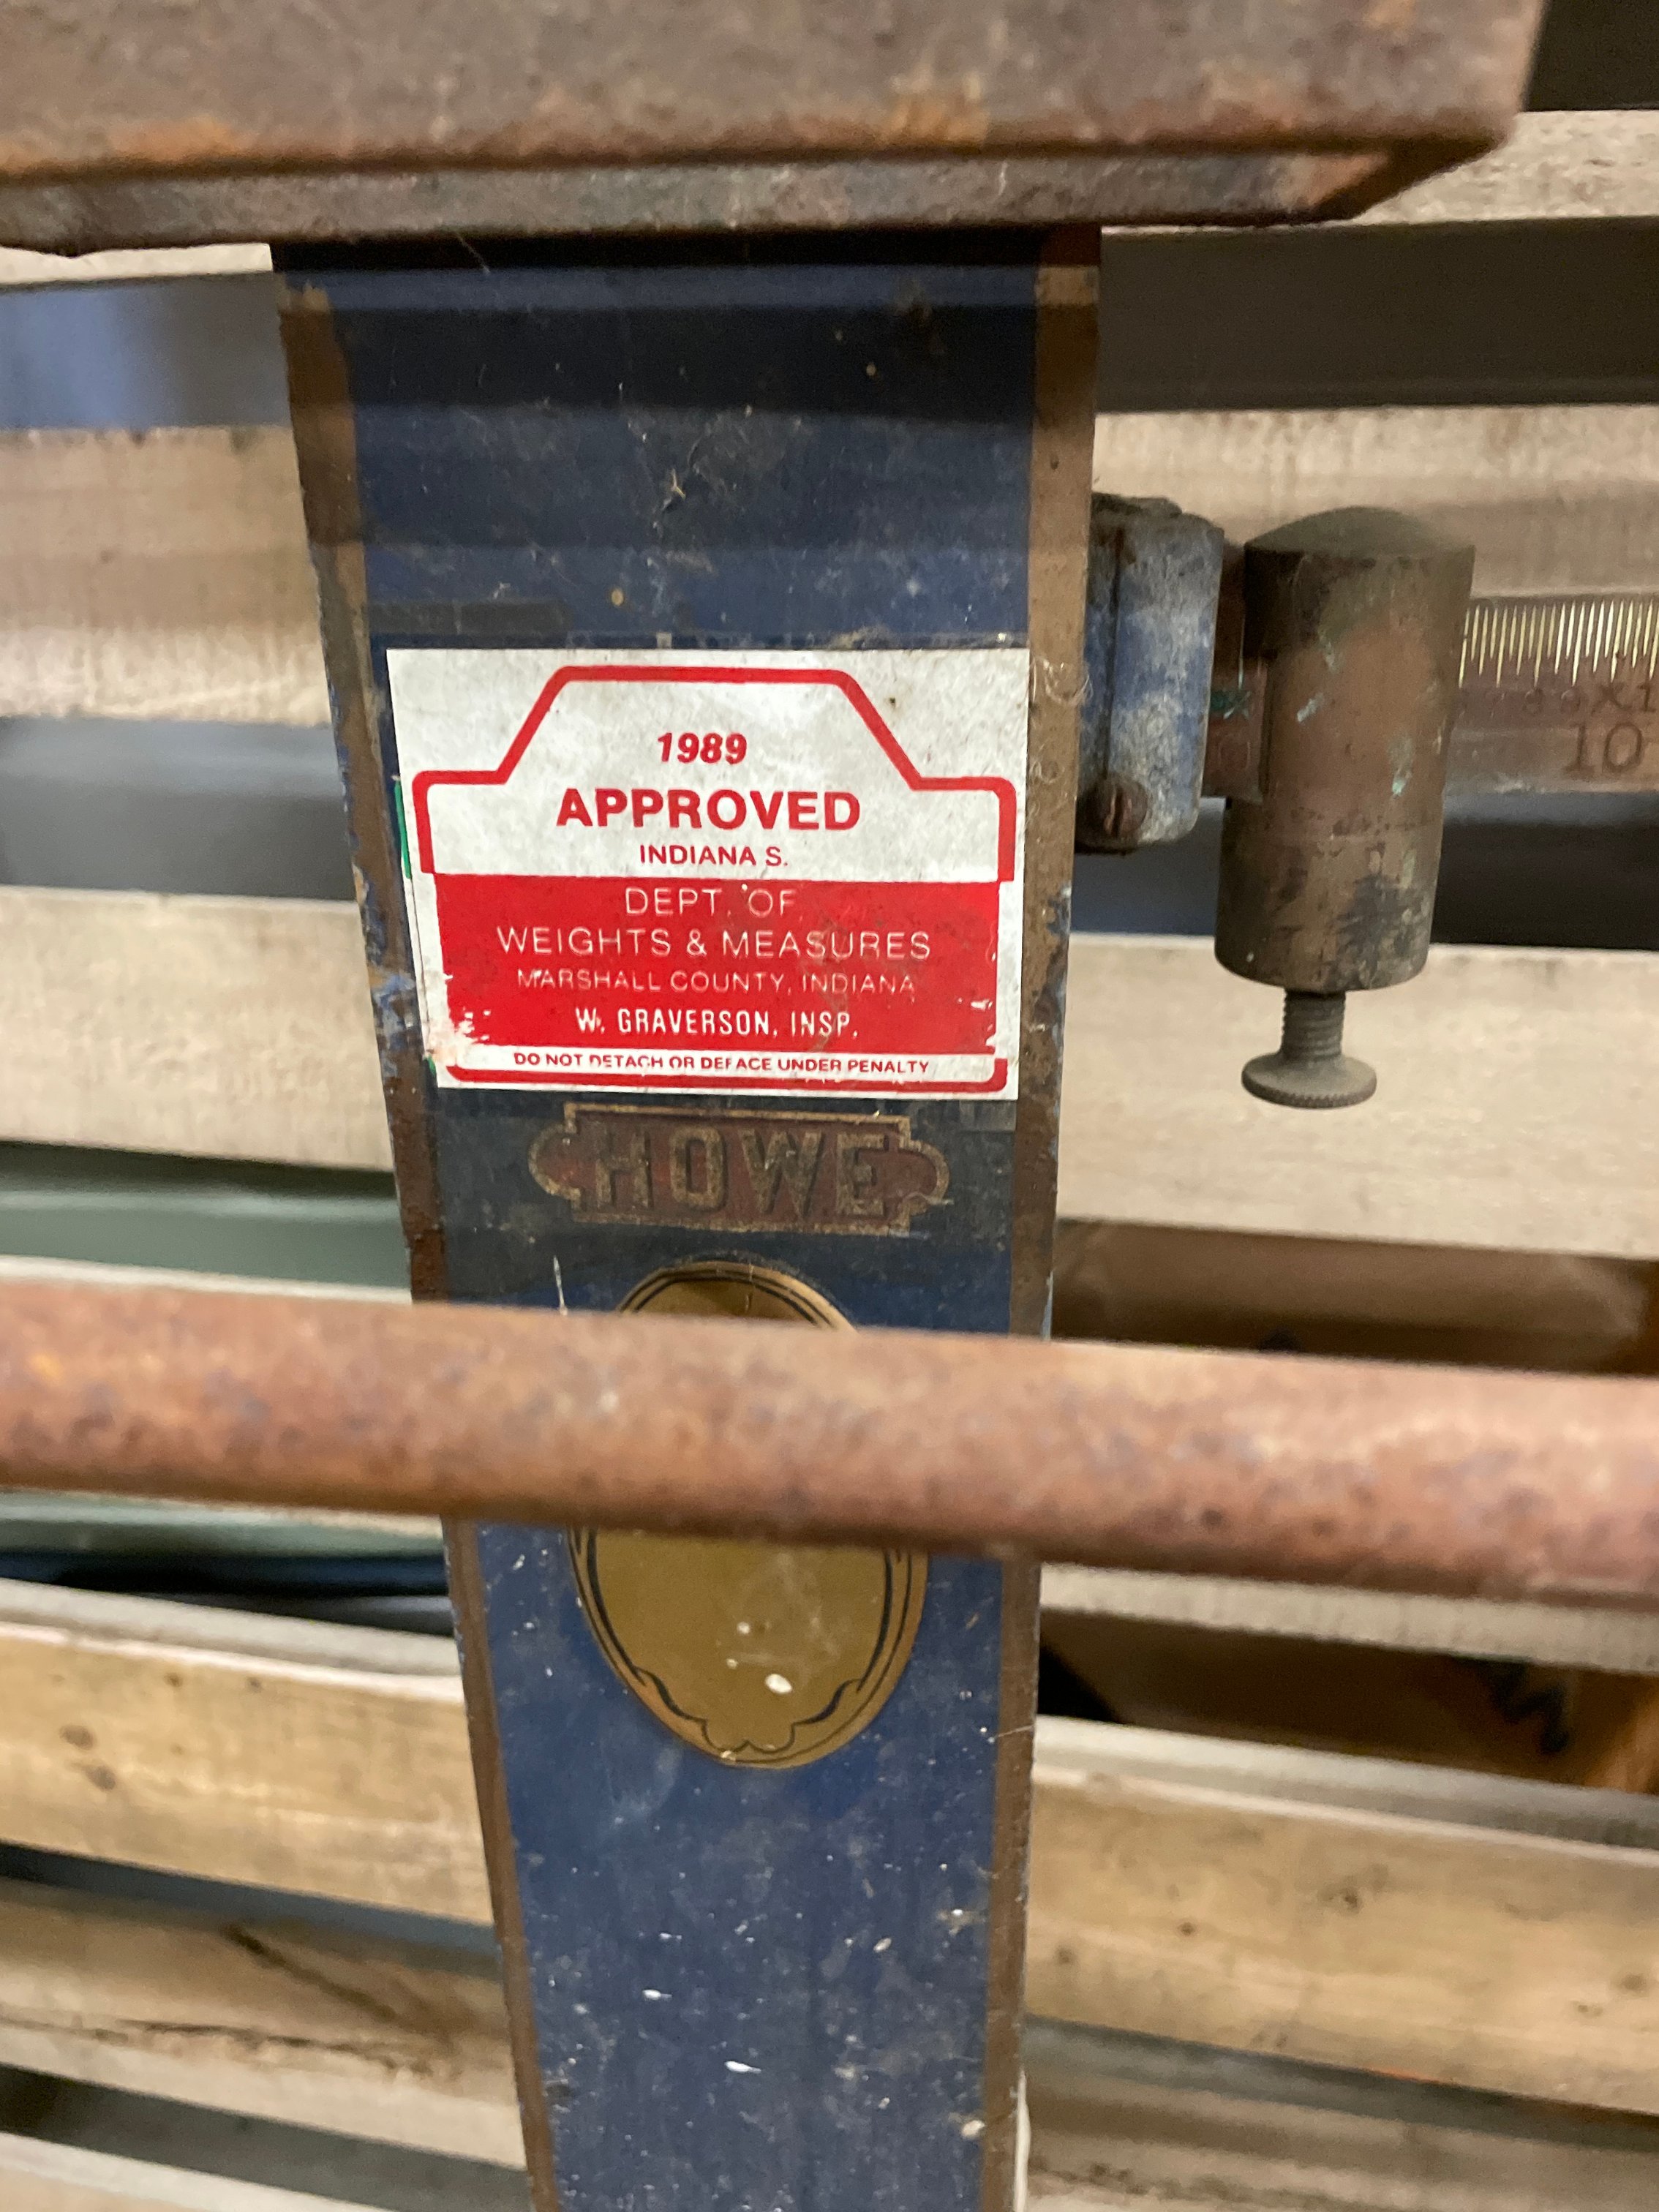 1989
APPROVED
INDIANA S.
DEPT. OF
WEIGHTS & MEASURES
MARSHALL COUNTY, INDIANA
W. GRAVERSON, INSP.
DO NOT DETACH OR DEFACE UNDER PENALTY
HOWE
10